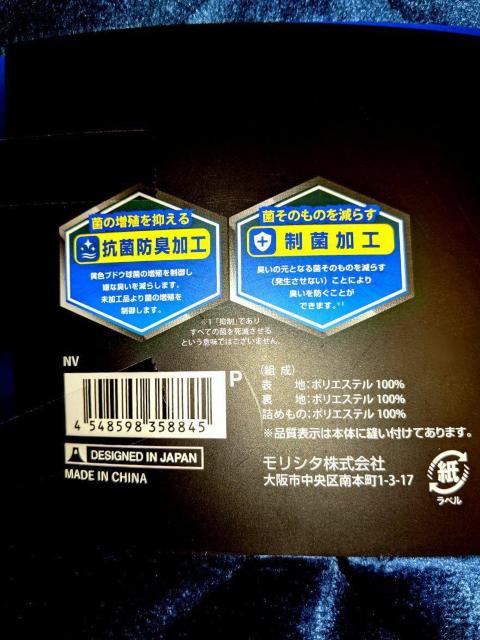 菌の増殖を抑える
抗菌防臭加工
黄色ブドウ球菌の増殖を制御し
嫌な臭いを減らします。
未加工品より菌の増殖を
制御します。
菌そのものを減らす
制菌加工
臭いの元となる菌そのものを減らす
(発生させない)ことにより
臭いを防ぐことが
できます。※1
※1「抑制」であり
すべての菌を死滅させる
という意味ではございません。
NV
P
4 548598 358845
DESIGNED IN JAPAN
MADE IN CHINA
(組 成)
表 地:ポリエステル 100%
裏 地:ポリエステル 100%
詰めもの:ポリエステル 100%
※品質表示は本体に縫い付けてあります。
モリシタ株式会社
大阪市中央区南本町1-3-17
紙
ラベル